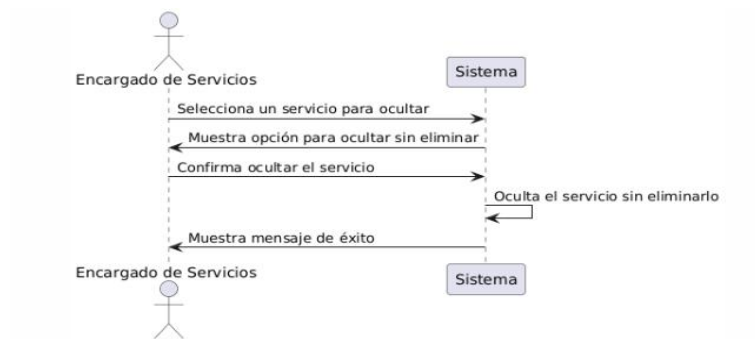 Encargado de Servicios
Sistema
Selecciona un servicio para ocultar
Muestra opción para ocultar sin eliminar
Confirma ocultar el servicio
Oculta el servicio sin eliminarlo
Muestra mensaje de éxito
Encargado de Servicios
Sistema